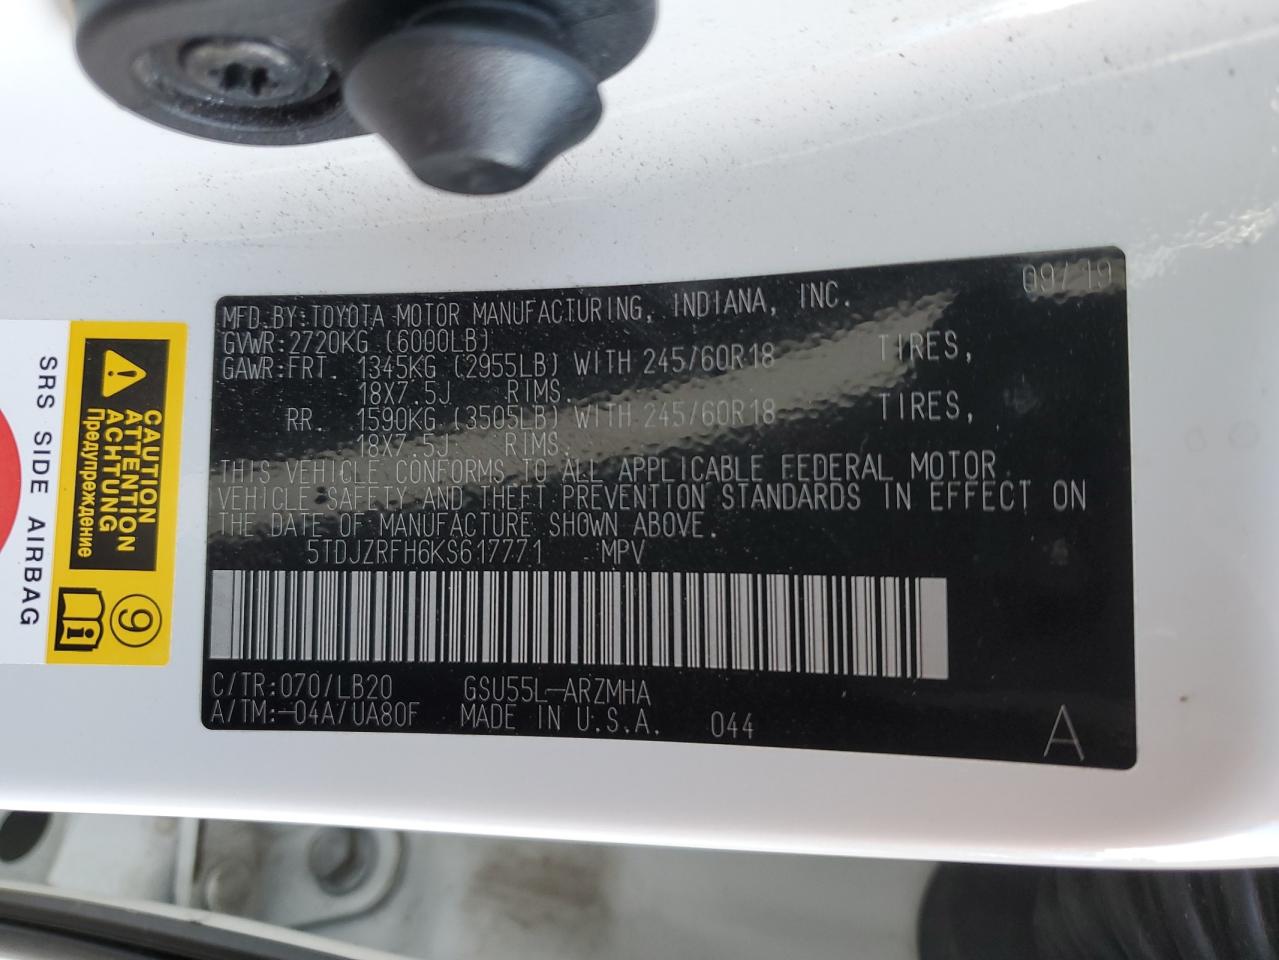 09/19
MFD.BY:TOYOTA MOTOR MANUFACTURING, INDIANA, INC.
GVWR:2720KG (6000LB)
GAWR:FRT. 1345KG (2955LB) WITH 245/60R18 TIRES,
18X7.5J RIMS.
RR. 1590KG (3505LB) WITH 245/60R18 TIRES,
18X7.5J RIMS.
THIS VEHICLE CONFORMS TO ALL APPLICABLE FEDERAL MOTOR
VEHICLE SAFETY AND THEFT PREVENTION STANDARDS IN EFFECT ON
THE DATE OF MANUFACTURE SHOWN ABOVE.
5TDJZRFH6KS617771 MPV
C/TR:070/LB20 GSU55L-ARZMHA
A/TM:-04A/UA80F MADE IN U.S.A. 044
A
CAUTION
ATTENTION
ACHTUNG
Предупреждение
9
i
SRS SIDE AIRBAG